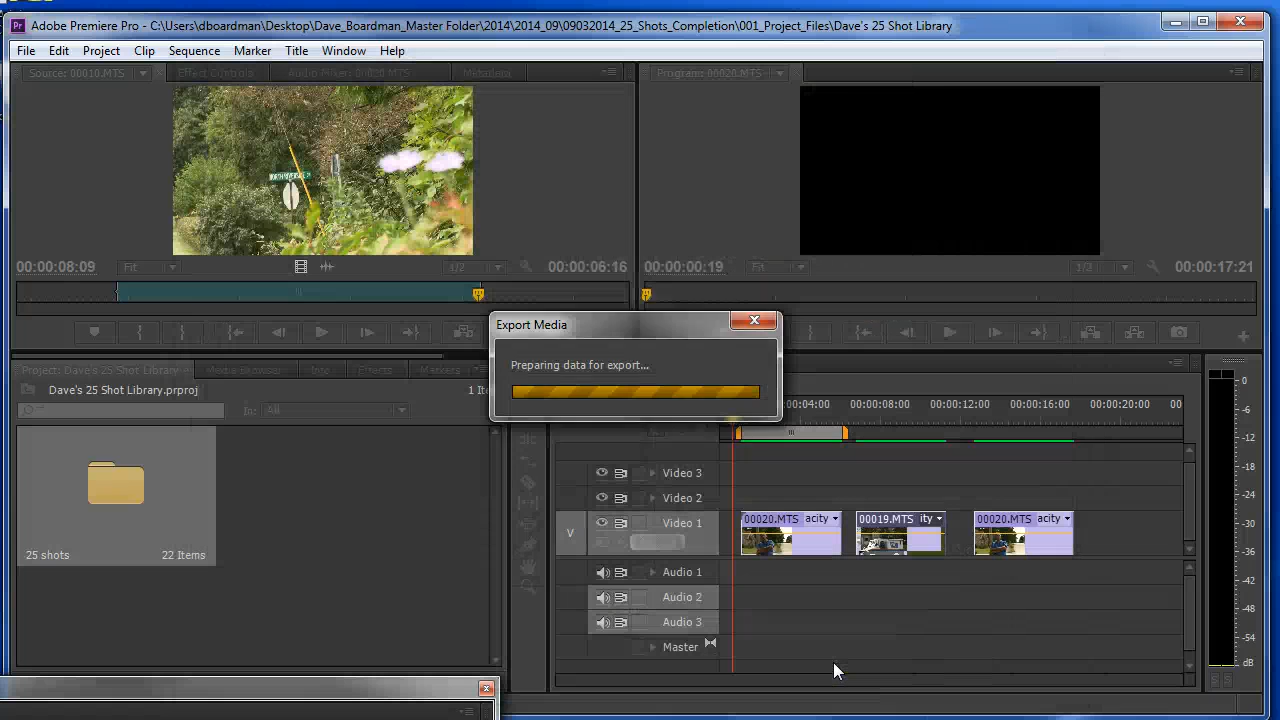 Pr Adobe Premiere Pro - C:\Users\dboardman\Desktop\Dave_Boardman_Master Folder\2014\2014_09\09032014_25_Shots_Completion\001_Project_Files\Dave's 25 Shot Library
File Edit Project Clip Sequence Marker Title Window Help
Source: 00010.MTS Effect Controls Audio Mixer: 00020.MTS Metadata Program: 00020.MTS
00:00:08:09 Fit 1/2 00:00:06:16 00:00:00:19 Fit 1/2 00:00:17:21
Export Media
Preparing data for export...
Project: Dave's 25 Shot Library Media Browser Info Effects Markers
Dave's 25 Shot Library.prproj 1 Ite
In: All
00:00:04:00 00:00:08:00 00:00:12:00 00:00:16:00 00:00:20:00 00
25 shots 22 Items
Video 3
Video 2
V Video 1
00020.MTS acity 00019.MTS ity 00020.MTS acity
Audio 1
Audio 2
Audio 3
Master
0
-6
-12
-18
-24
-30
-36
-42
-48
-54
dB
S S